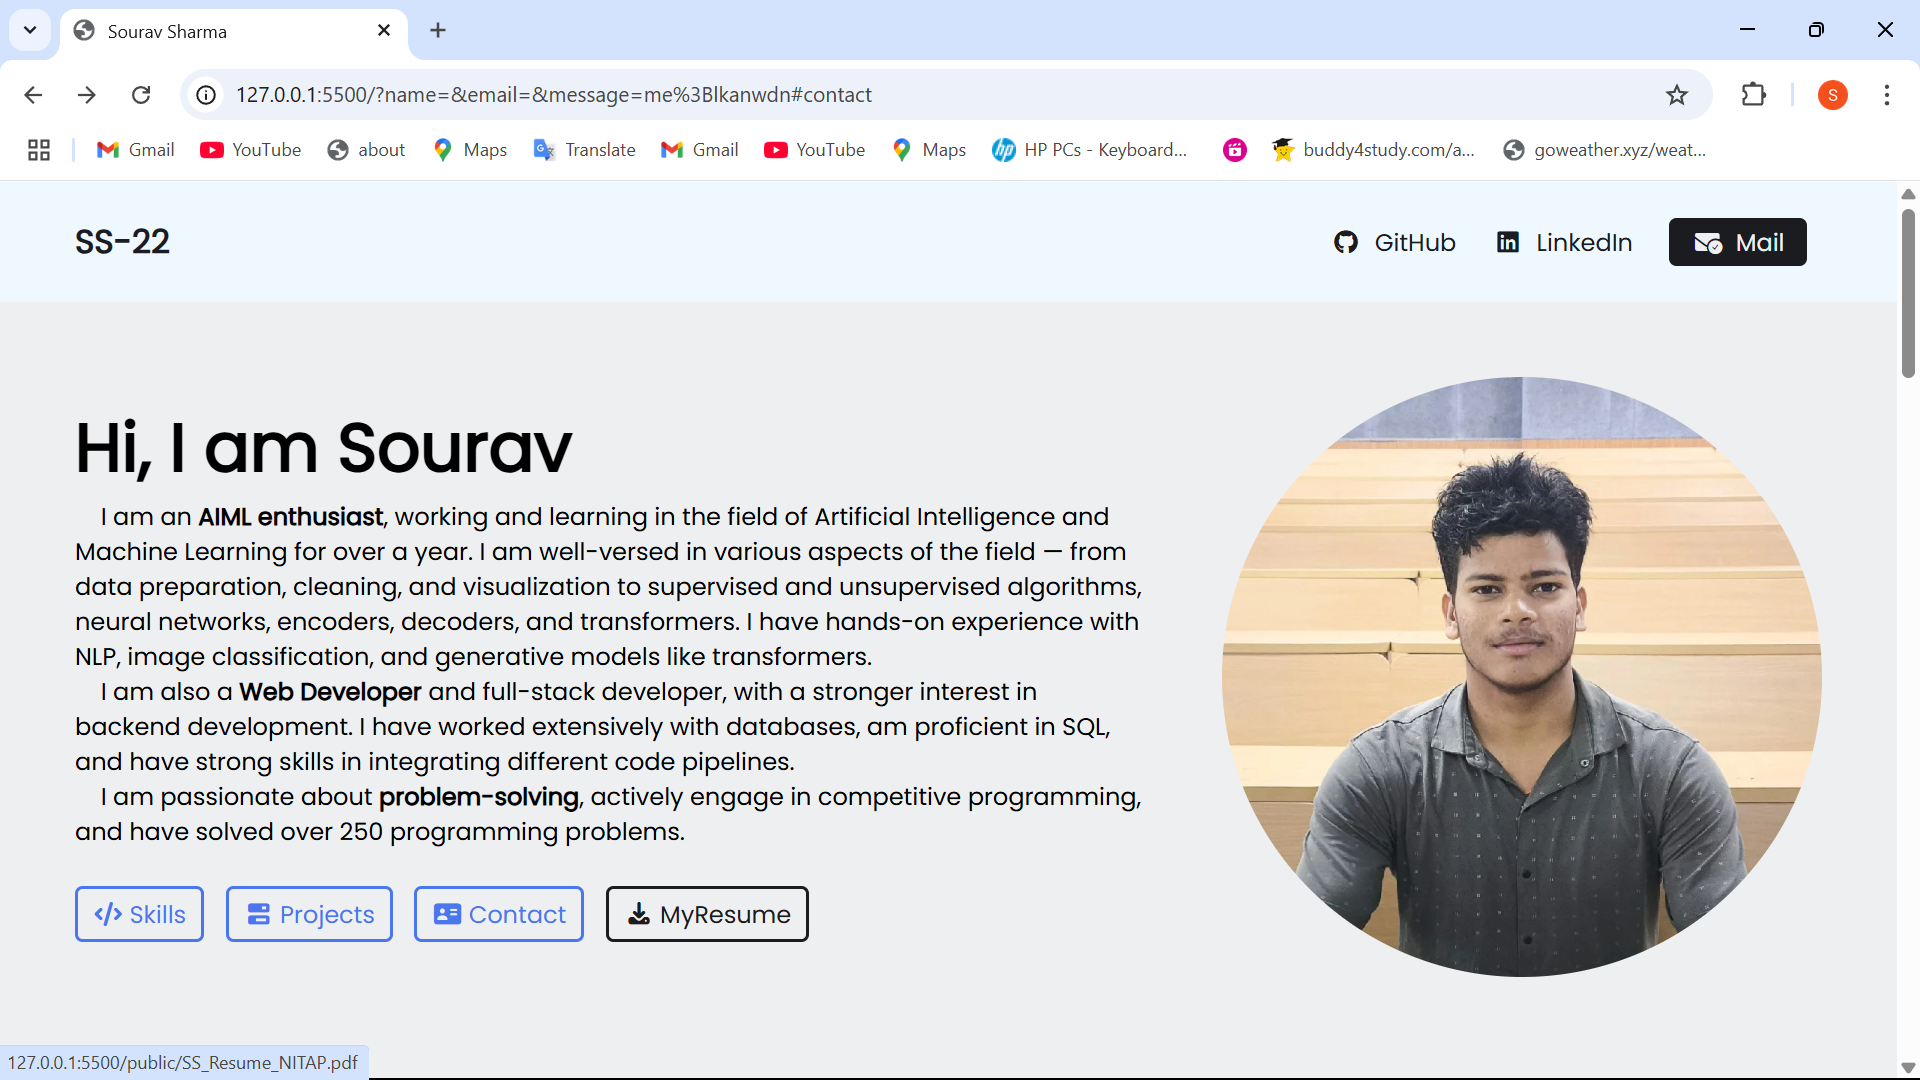 Sourav Sharma
127.0.0.1:5500/?name=&email=&message=me%3Blkanwdn#contact
S
Gmail YouTube about Maps Translate Gmail YouTube Maps HP PCs - Keyboard... buddy4study.com/a... goweather.xyz/weat...
SS-22 GitHub LinkedIn Mail
Hi, I am Sourav
I am an AIML enthusiast, working and learning in the field of Artificial Intelligence and
Machine Learning for over a year. I am well-versed in various aspects of the field — from
data preparation, cleaning, and visualization to supervised and unsupervised algorithms,
neural networks, encoders, decoders, and transformers. I have hands-on experience with
NLP, image classification, and generative models like transformers.
I am also a Web Developer and full-stack developer, with a stronger interest in
backend development. I have worked extensively with databases, am proficient in SQL,
and have strong skills in integrating different code pipelines.
I am passionate about problem-solving, actively engage in competitive programming,
and have solved over 250 programming problems.
Skills Projects Contact MyResume
127.0.0.1:5500/public/SS_Resume_NITAP.pdf